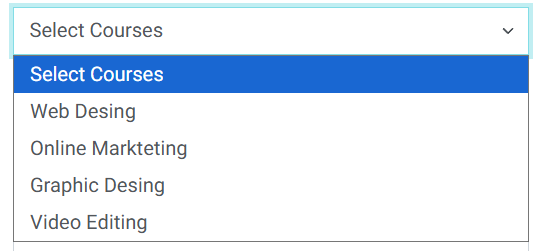 Select Courses
Select Courses
Web Desing
Online Markteting
Graphic Desing
Video Editing